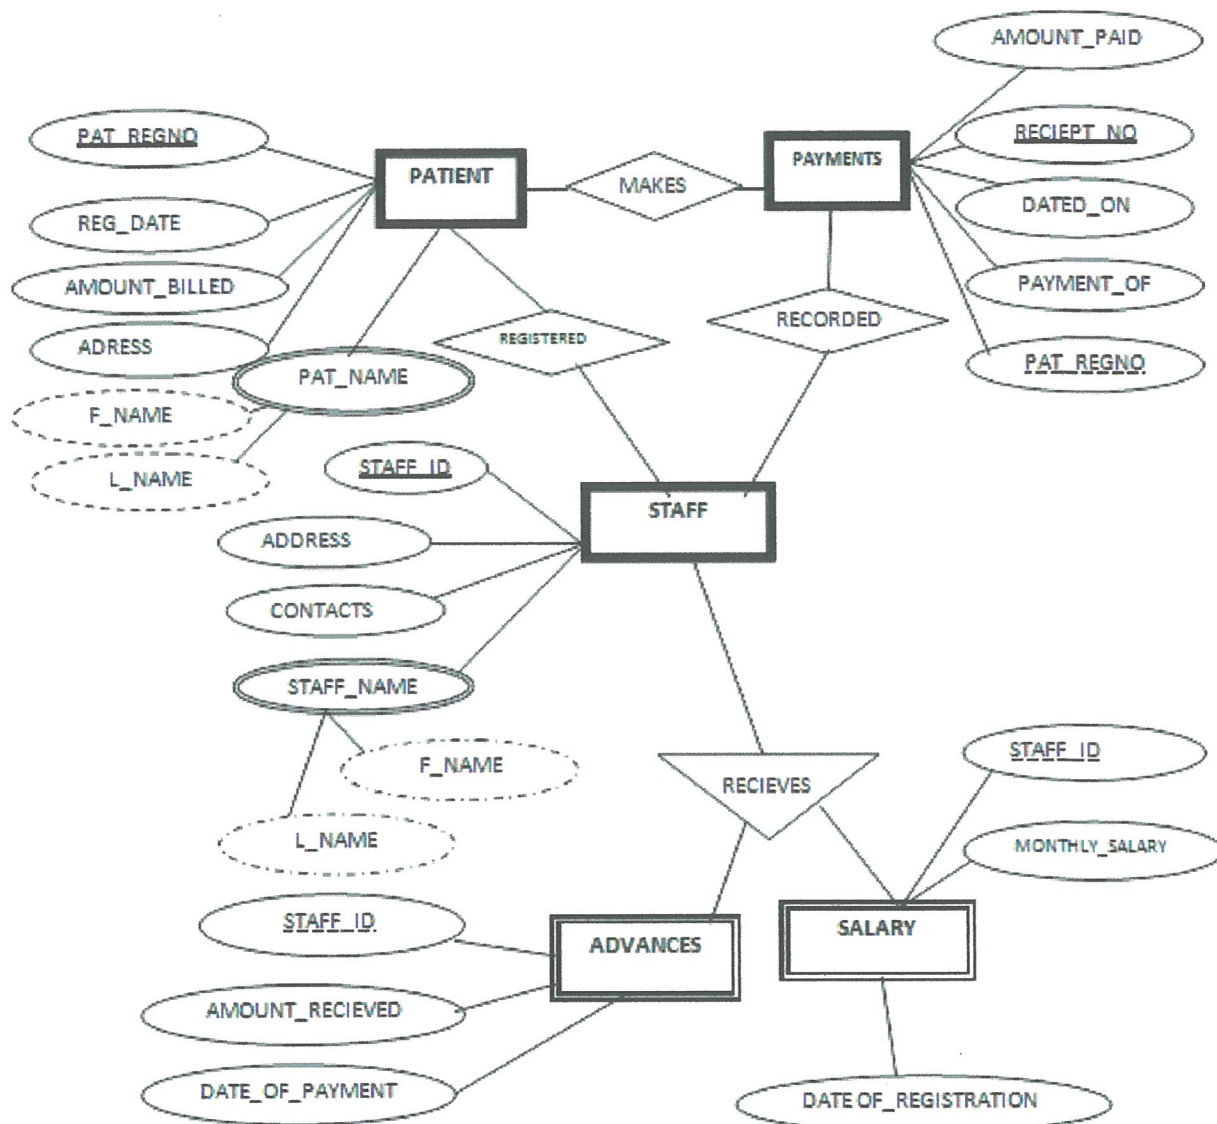 AMOUNT_PAID
PAT_REGNO
RECIEPT_NO
PATIENT
MAKES
PAYMENTS
REG_DATE
DATED_ON
AMOUNT_BILLED
PAYMENT_OF
REGISTERED
RECORDED
ADRESS
PAT_NAME
PAT_REGNO
F_NAME
L_NAME
STAFF_ID
STAFF
ADDRESS
CONTACTS
STAFF_NAME
F_NAME
STAFF_ID
RECIEVES
L_NAME
MONTHLY_SALARY
STAFF_ID
ADVANCES
SALARY
AMOUNT_RECIEVED
DATE_OF_PAYMENT
DATE OF_REGISTRATION